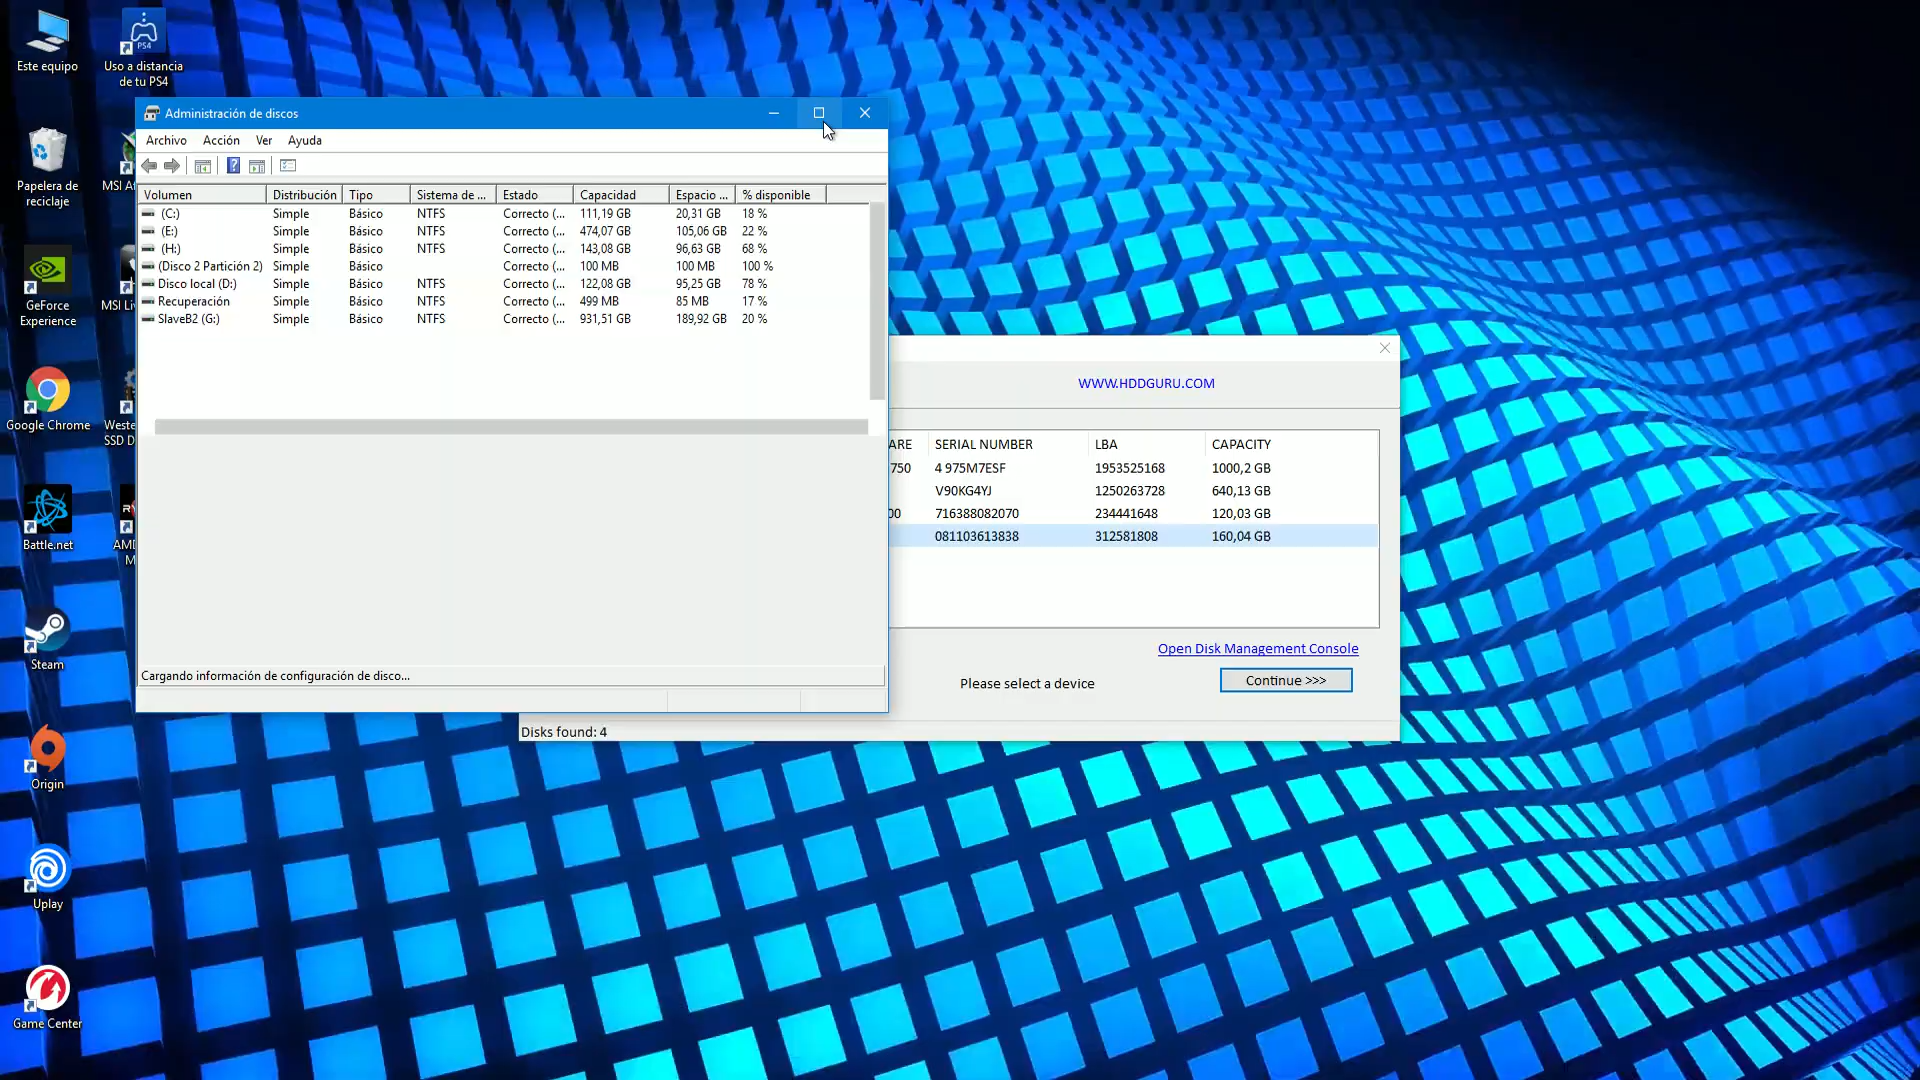 Este equipo
Uso a distancia
de tu PS4
Papelera de
reciclaje
MSI Af
GeForce
Experience
MSI Liv
Google Chrome
Weste
SSD D
Battle.net
AMD
M
Steam
Origin
Uplay
Game Center
Administración de discos
Archivo Acción Ver Ayuda
Volumen Distribución Tipo Sistema de ... Estado Capacidad Espacio ... % disponible
(C:) Simple Básico NTFS Correcto (... 111,19 GB 20,31 GB 18 %
(E:) Simple Básico NTFS Correcto (... 474,07 GB 105,06 GB 22 %
(H:) Simple Básico NTFS Correcto (... 143,08 GB 96,63 GB 68 %
(Disco 2 Partición 2) Simple Básico Correcto (... 100 MB 100 MB 100 %
Disco local (D:) Simple Básico NTFS Correcto (... 122,08 GB 95,25 GB 78 %
Recuperación Simple Básico NTFS Correcto (... 499 MB 85 MB 17 %
SlaveB2 (G:) Simple Básico NTFS Correcto (... 931,51 GB 189,92 GB 20 %
Cargando información de configuración de disco...
WWW.HDDGURU.COM
ARE SERIAL NUMBER LBA CAPACITY
750 4 975M7ESF 1953525168 1000,2 GB
V90KG4YJ 1250263728 640,13 GB
00 716388082070 234441648 120,03 GB
081103613838 312581808 160,04 GB
Open Disk Management Console
Please select a device
Continue >>>
Disks found: 4